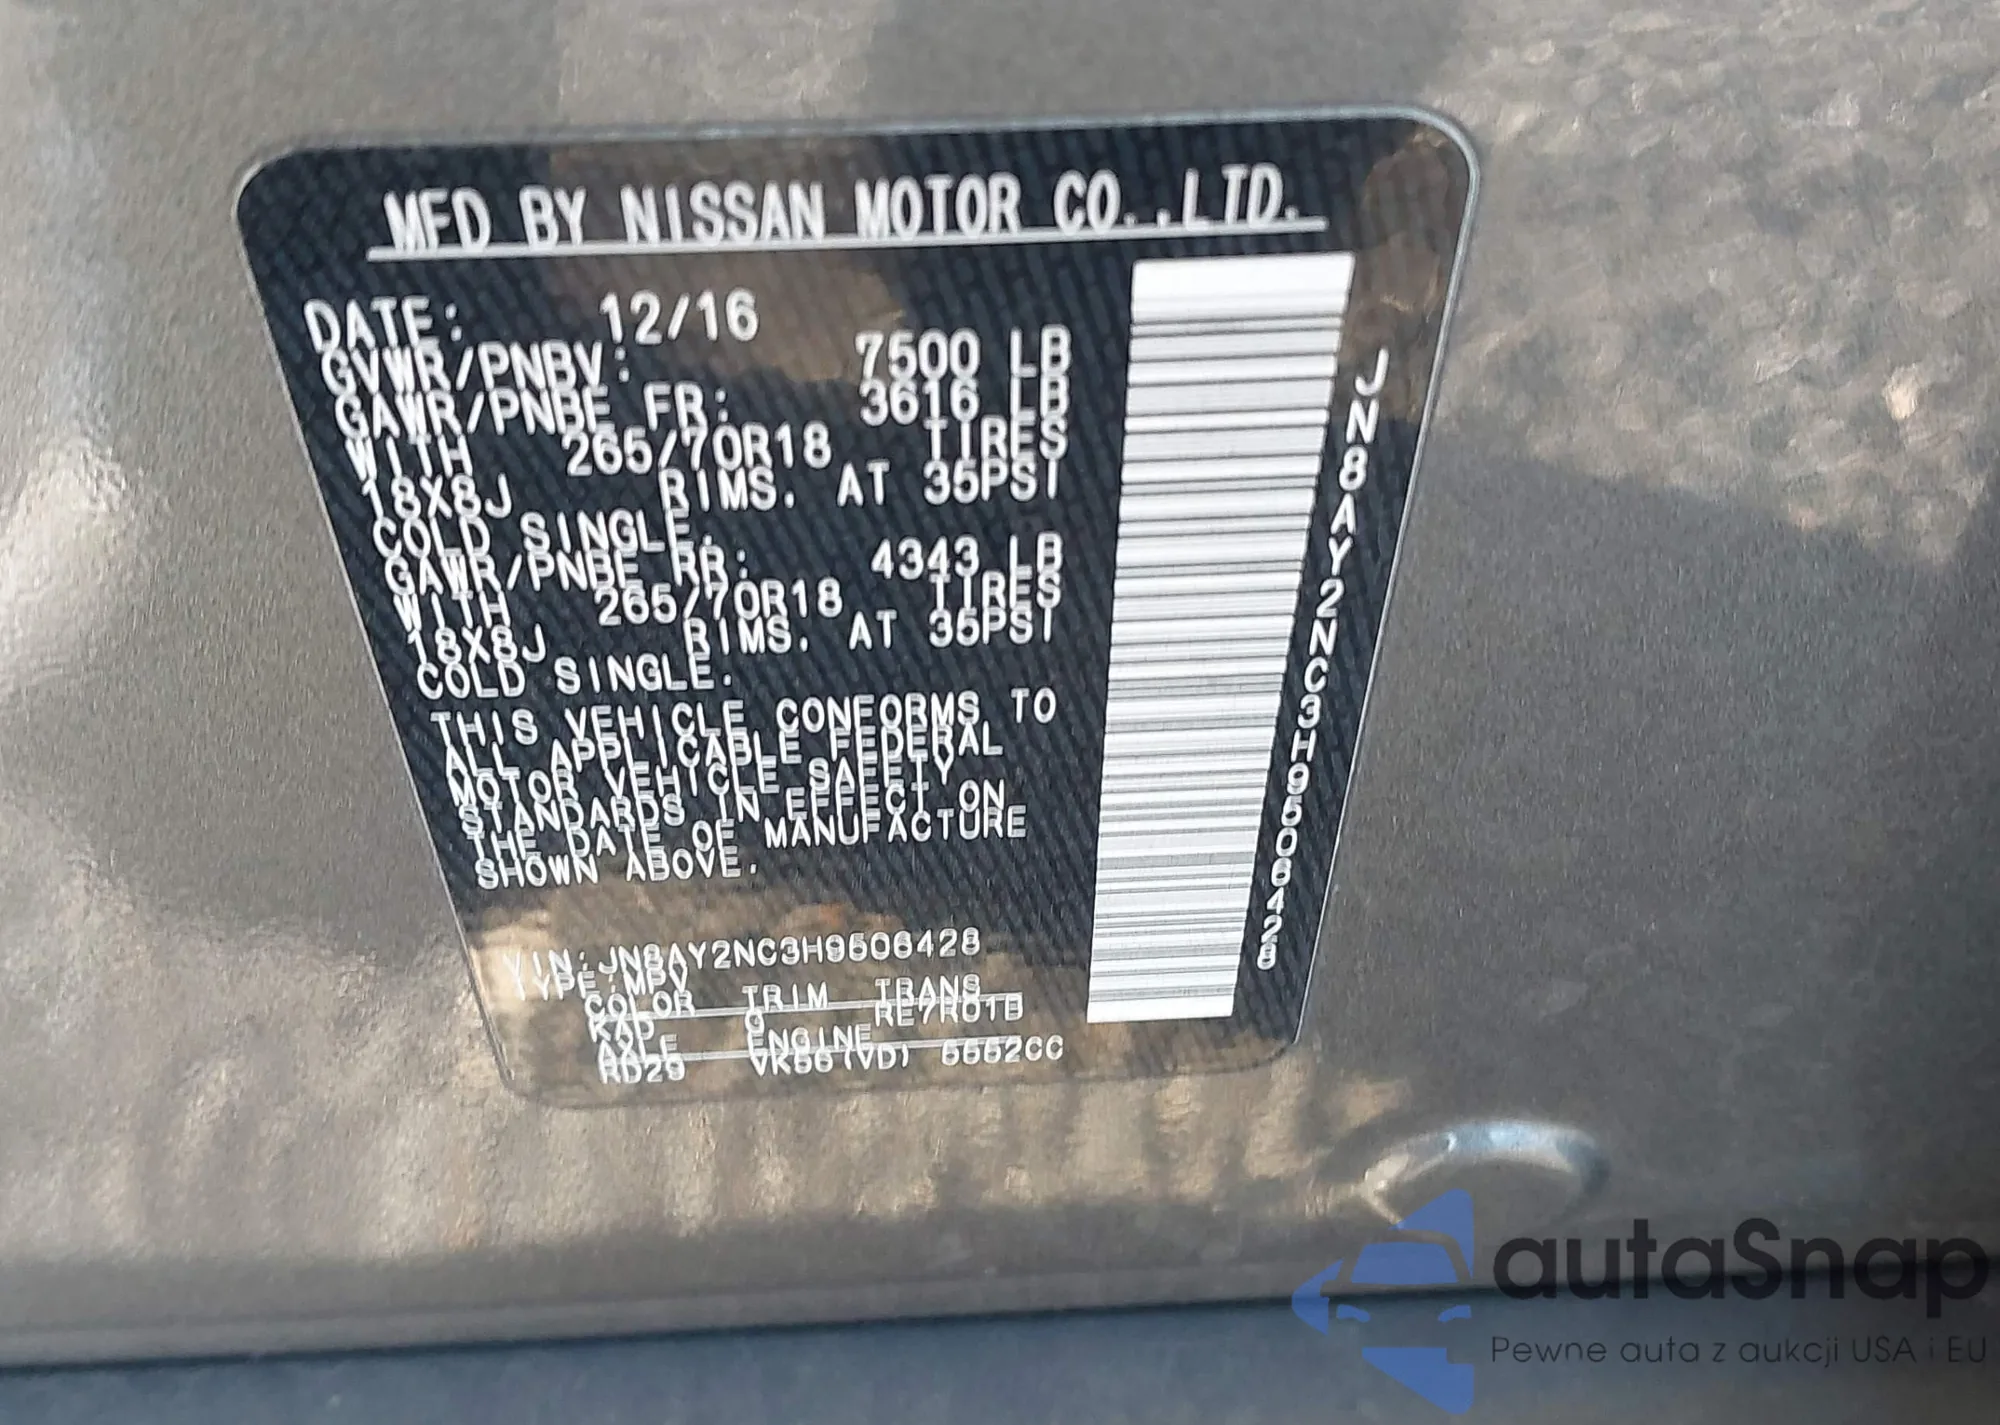 MFD BY NISSAN MOTOR CO.,LTD.
DATE: 12/16
GVWR/PNBV: 7500 LB
GAWR/PNBE FR: 3616 LB
WITH 265/70R18 TIRES
18X8J RIMS. AT 35PSI
COLD SINGLE.
GAWR/PNBE RR: 4343 LB
WITH 265/70R18 TIRES
18X8J RIMS. AT 35PSI
COLD SINGLE.
THIS VEHICLE CONFORMS TO
ALL APPLICABLE FEDERAL
MOTOR VEHICLE SAFETY
STANDARDS IN EFFECT ON
THE DATE OF MANUFACTURE
SHOWN ABOVE.
VIN:JN8AY2NC3H9506428
TYPE:MPV
COLOR TRIM TRANS
KAD G RE7R01B
AXLE ENGINE
RD29 VK56(VD) 5552CC
JN8AY2NC3H9506428
autaSnap
Pewne auta z aukcji USA i EU